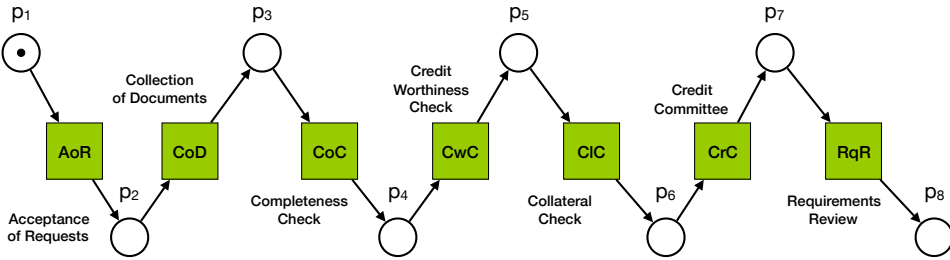 p1
p3
p5
p7
Collection
of Documents
Credit
Worthiness
Check
Credit
Committee
AoR
CoD
CoC
CwC
ClC
CrC
RqR
p2
p4
p6
p8
Acceptance
of Requests
Completeness
Check
Collateral
Check
Requirements
Review